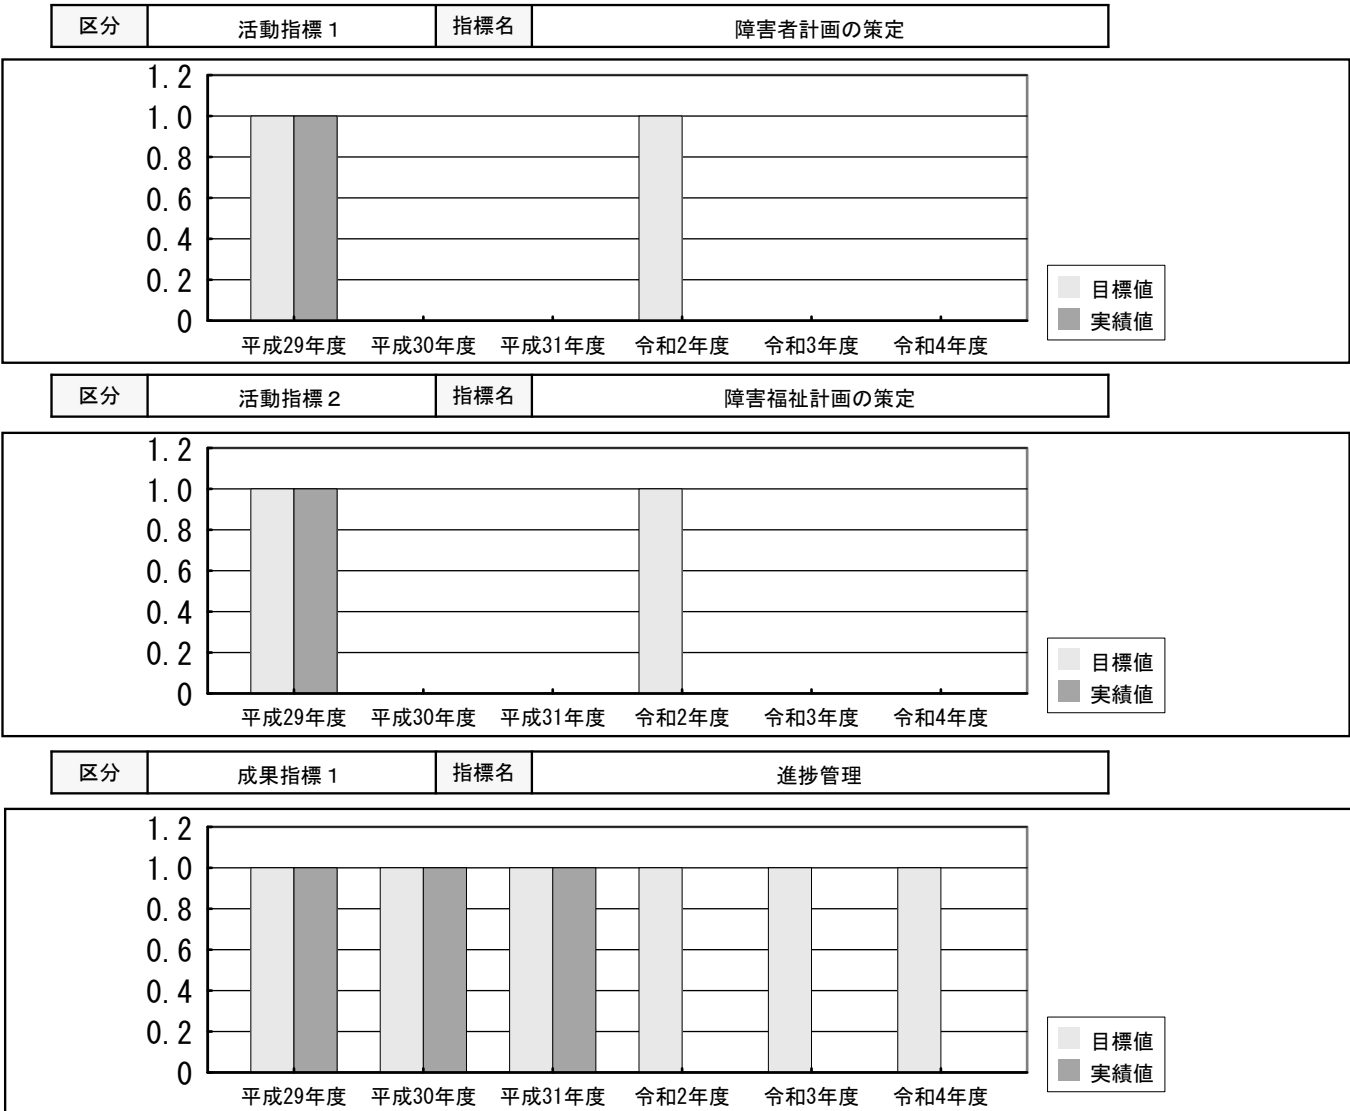 区分 活動指標１ 指標名 障害者計画の策定
1.2
1.0
0.8
0.6
0.4
0.2
0
平成29年度 平成30年度 平成31年度 令和2年度 令和3年度 令和4年度
目標値
実績値
区分 活動指標２ 指標名 障害福祉計画の策定
1.2
1.0
0.8
0.6
0.4
0.2
0
平成29年度 平成30年度 平成31年度 令和2年度 令和3年度 令和4年度
目標値
実績値
区分 成果指標１ 指標名 進捗管理
1.2
1.0
0.8
0.6
0.4
0.2
0
平成29年度 平成30年度 平成31年度 令和2年度 令和3年度 令和4年度
目標値
実績値